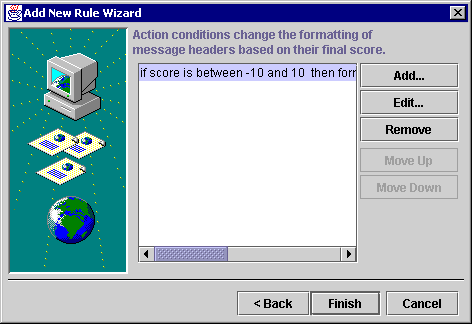 Add New Rule Wizard
Action conditions change the formatting of
message headers based on their final score.
if score is between -10 and 10 then forr
Add...
Edit...
Remove
Move Up
Move Down
< Back
Finish
Cancel